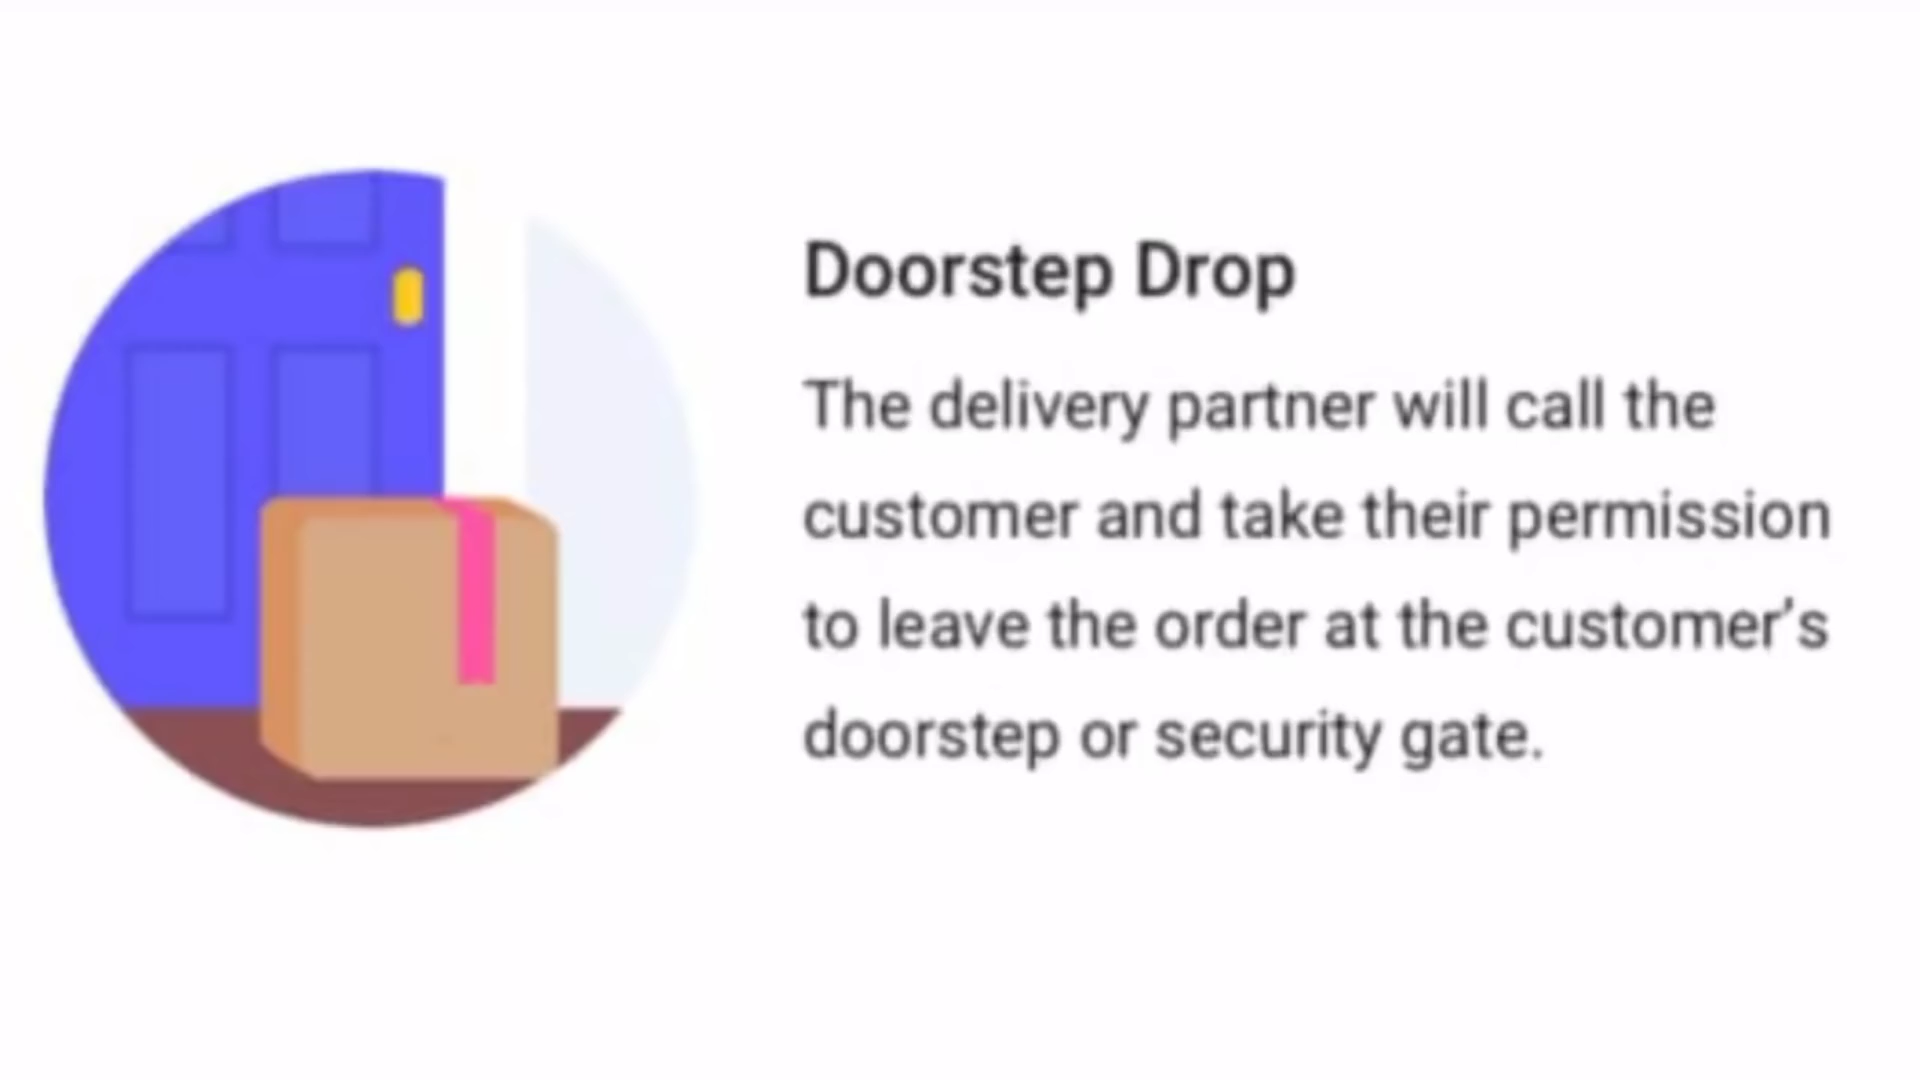 Doorstep Drop
The delivery partner will call the
customer and take their permission
to leave the order at the customer’s
doorstep or security gate.